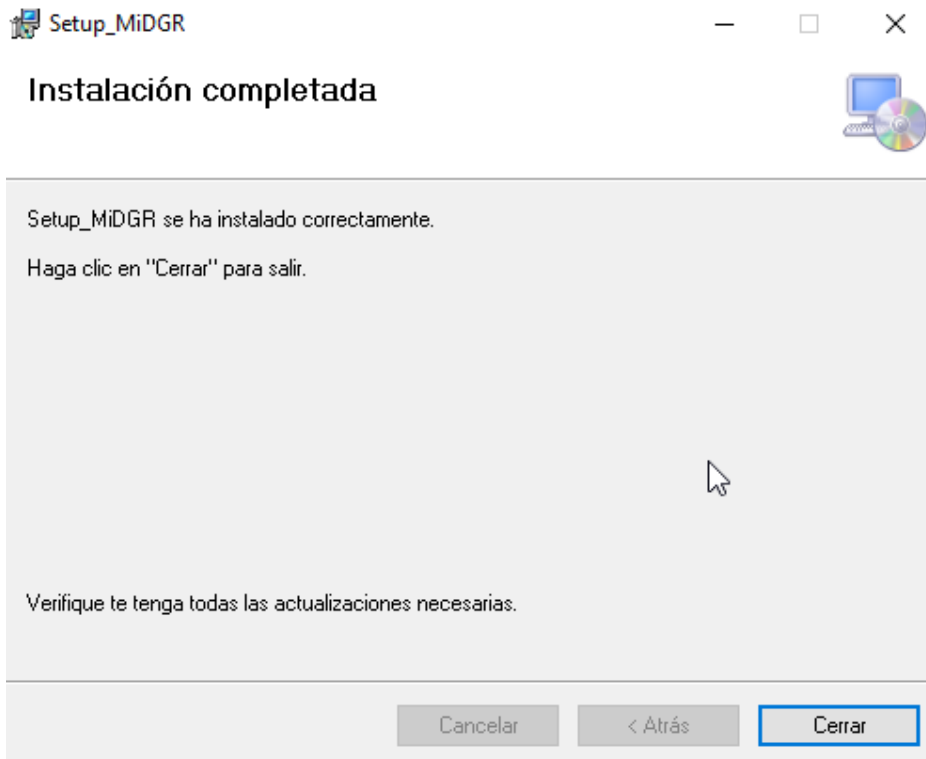 Setup_MiDGR
Instalación completada
Setup_MiDGR se ha instalado correctamente.
Haga clic en "Cerrar" para salir.
Verifique te tenga todas las actualizaciones necesarias.
Cancelar
< Atrás
Cerrar